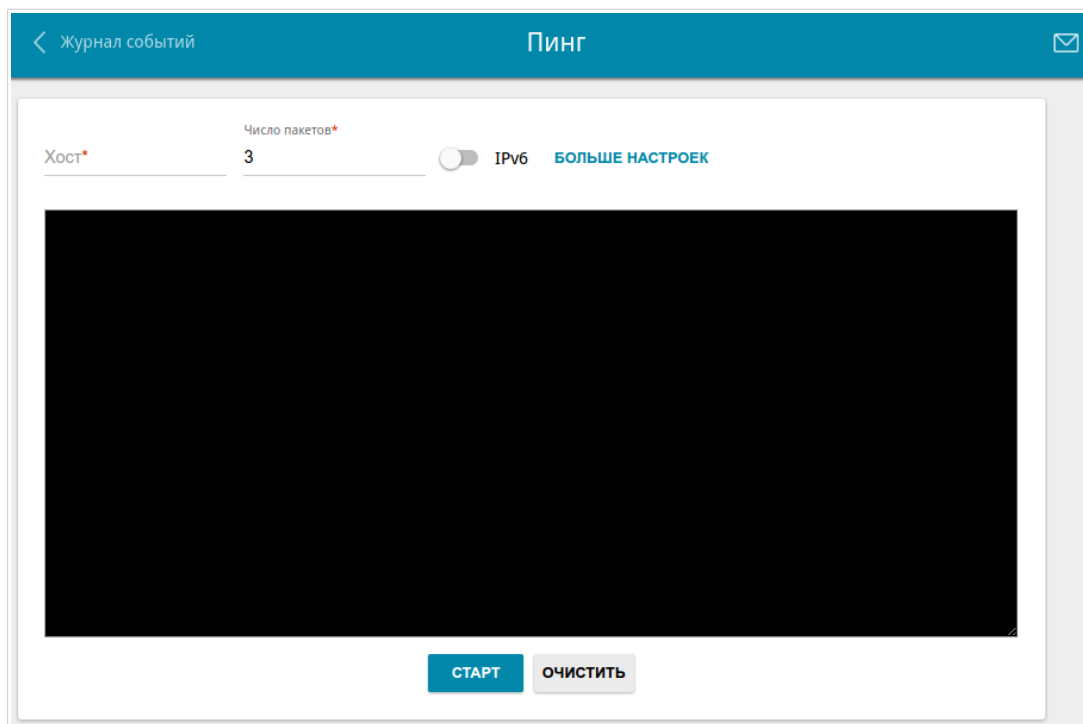 Журнал событий
Пинг
Число пакетов*
Хост*
3
IPv6
БОЛЬШЕ НАСТРОЕК
СТАРТ
ОЧИСТИТЬ